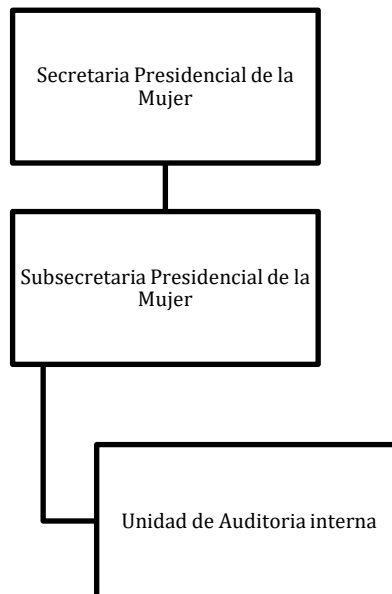 Secretaria Presidencial de la
Mujer
Subsecretaria Presidencial de la
Mujer
Unidad de Auditoria interna